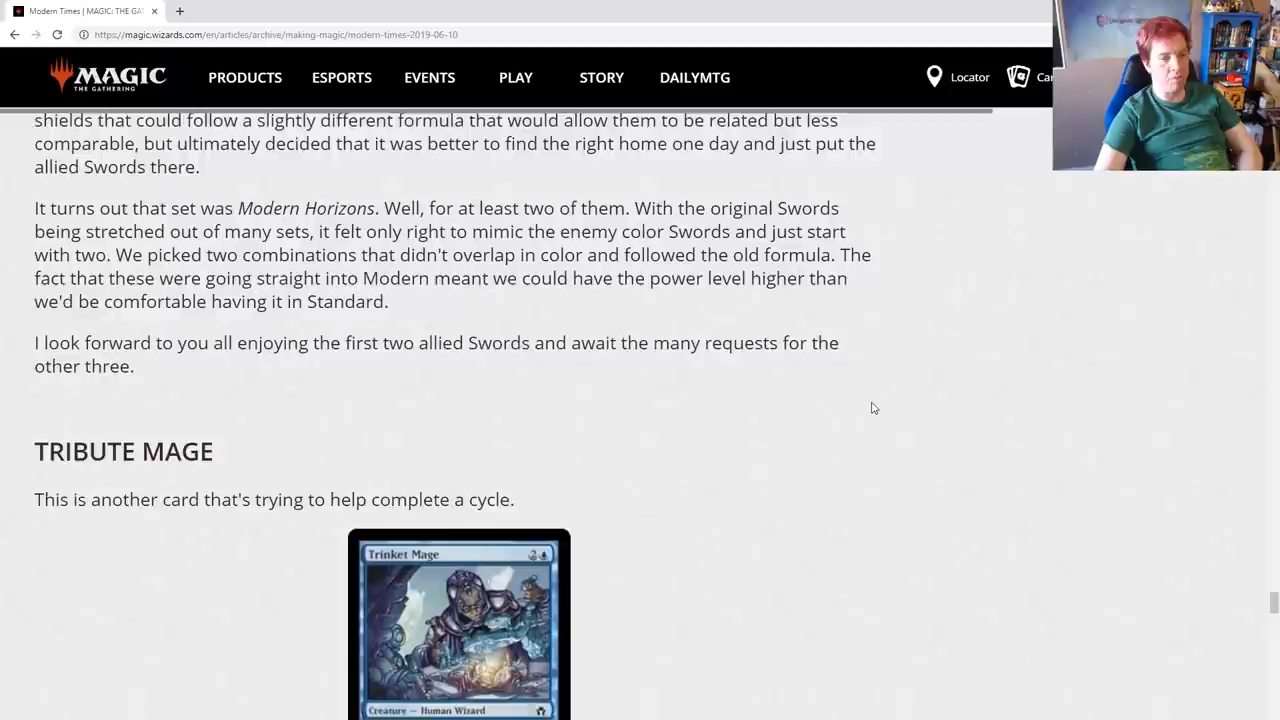 Modern Times | MAGIC: THE GA
https://magic.wizards.com/en/articles/archive/making-magic/modern-times-2019-06-10
MAGIC
THE GATHERING
PRODUCTS ESPORTS EVENTS PLAY STORY DAILYMTG Locator Car
shields that could follow a slightly different formula that would allow them to be related but less
comparable, but ultimately decided that it was better to find the right home one day and just put the
allied Swords there.
It turns out that set was Modern Horizons. Well, for at least two of them. With the original Swords
being stretched out of many sets, it felt only right to mimic the enemy color Swords and just start
with two. We picked two combinations that didn't overlap in color and followed the old formula. The
fact that these were going straight into Modern meant we could have the power level higher than
we'd be comfortable having it in Standard.
I look forward to you all enjoying the first two allied Swords and await the many requests for the
other three.
TRIBUTE MAGE
This is another card that's trying to help complete a cycle.
Trinket Mage 2
Creature — Human Wizard